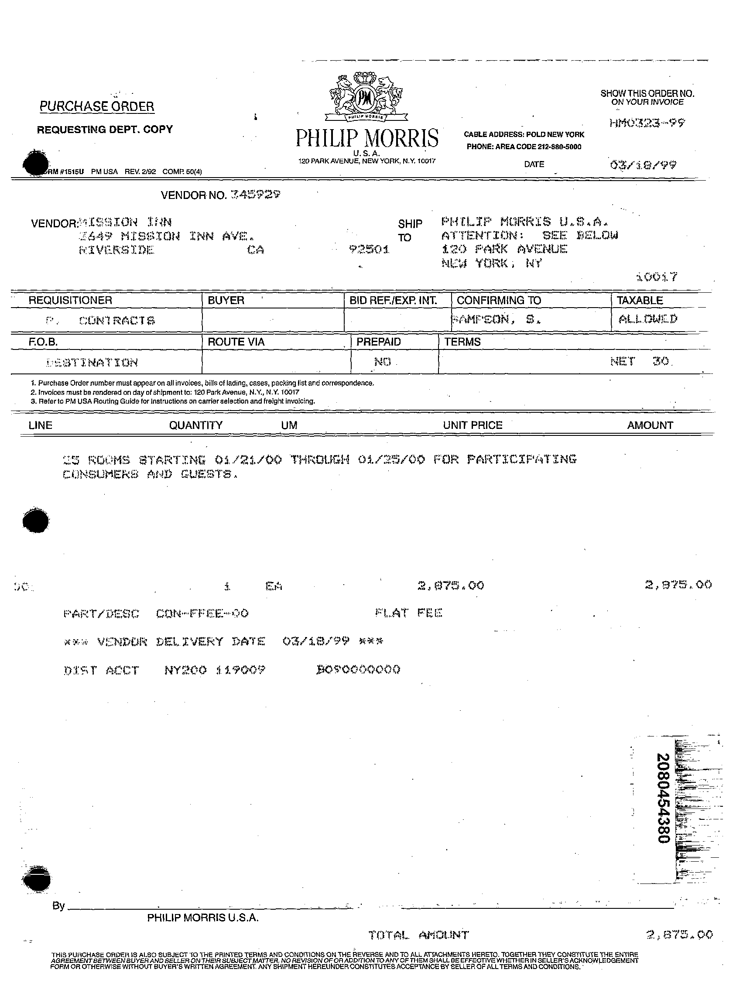 PURCHASE ORDER
REQUESTING DEPT. COPY
PM
PHILIP MORRIS
U.S.A.
120 PARK AVENUE, NEW YORK, N.Y. 10017
SHOW THIS ORDER NO.
ON YOUR INVOICE
HM0323-99
CABLE ADDRESS: POLD NEW YORK
PHONE: AREA CODE 212-880-5000
DATE 03/18/99
RM #1515U PM USA REV. 2/92 COMP. 50(4)
VENDOR NO. 345929
VENDOR: MISSION INN
3649 MISSION INN AVE.
RIVERSIDE CA 92501
SHIP TO
PHILIP MORRIS U.S.A.
ATTENTION: SEE BELOW
120 PARK AVENUE
NEW YORK, NY
10017
REQUISITIONER BUYER BID REF./EXP. INT. CONFIRMING TO TAXABLE
P. CONTRACTS SAMPSON, S. ALLOWED
F.O.B. ROUTE VIA PREPAID TERMS
DESTINATION NO NET 30
1. Purchase Order number must appear on all invoices, bills of lading, cases, packing list and correspondence.
2. Invoices must be rendered on day of shipment to: 120 Park Avenue, N.Y., N.Y. 10017
3. Refer to PM USA Routing Guide for instructions on carrier selection and freight invoicing.
LINE QUANTITY UM UNIT PRICE AMOUNT
25 ROOMS STARTING 01/21/00 THROUGH 01/25/00 FOR PARTICIPATING
CONSUMERS AND GUESTS.
1 EA 2,875.00 2,875.00
PART/DESC CON-FFEE-00 FLAT FEE
*** VENDOR DELIVERY DATE 03/18/99 ***
DIST ACCT NY200 119009 B090000000
2080454380
By
PHILIP MORRIS U.S.A.
TOTAL AMOUNT 2,875.00
THIS PURCHASE ORDER IS ALSO SUBJECT TO THE PRINTED TERMS AND CONDITIONS ON THE REVERSE AND TO ALL ATTACHMENTS HERETO. TOGETHER THEY CONSTITUTE THE ENTIRE
AGREEMENT BETWEEN BUYER AND SELLER ON THEIR SUBJECT MATTER. NO REVISION OF OR ADDITION TO ANY OF THEM SHALL BE EFFECTIVE WHETHER IN SELLER'S ACKNOWLEDGEMENT
FORM OR OTHERWISE WITHOUT BUYER'S WRITTEN AGREEMENT. ANY SHIPMENT HEREUNDER CONSTITUTES ACCEPTANCE BY SELLER OF ALL TERMS AND CONDITIONS.